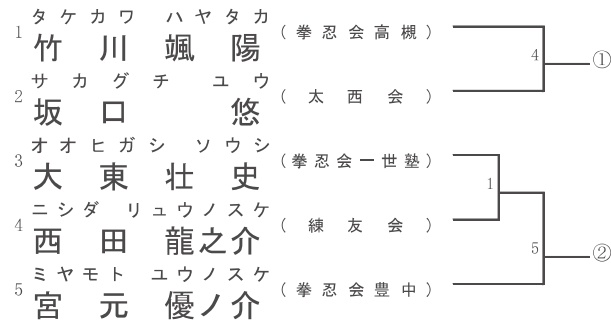 タケカワ ハヤタカ
1 竹川 颯陽 (拳忍会高槻)
サカグチ ユウ
2 坂口 悠 (太西会)
オオヒガシ ソウシ
3 大東 壮史 (拳忍会一世塾)
ニシダ リュウノスケ
4 西田 龍之介 (練友会)
ミヤモト ユウノスケ
5 宮元 優ノ介 (拳忍会豊中)
4
①
1
5
②